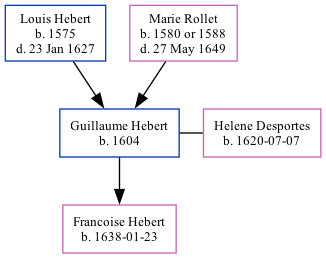 Louis Hebert
b. 1575
d. 23 Jan 1627
Marie Rollet
b. 1580 or 1588
d. 27 May 1649
Guillaume Hebert
b. 1604
Helene Desportes
b. 1620-07-07
Francoise Hebert
b. 1638-01-23